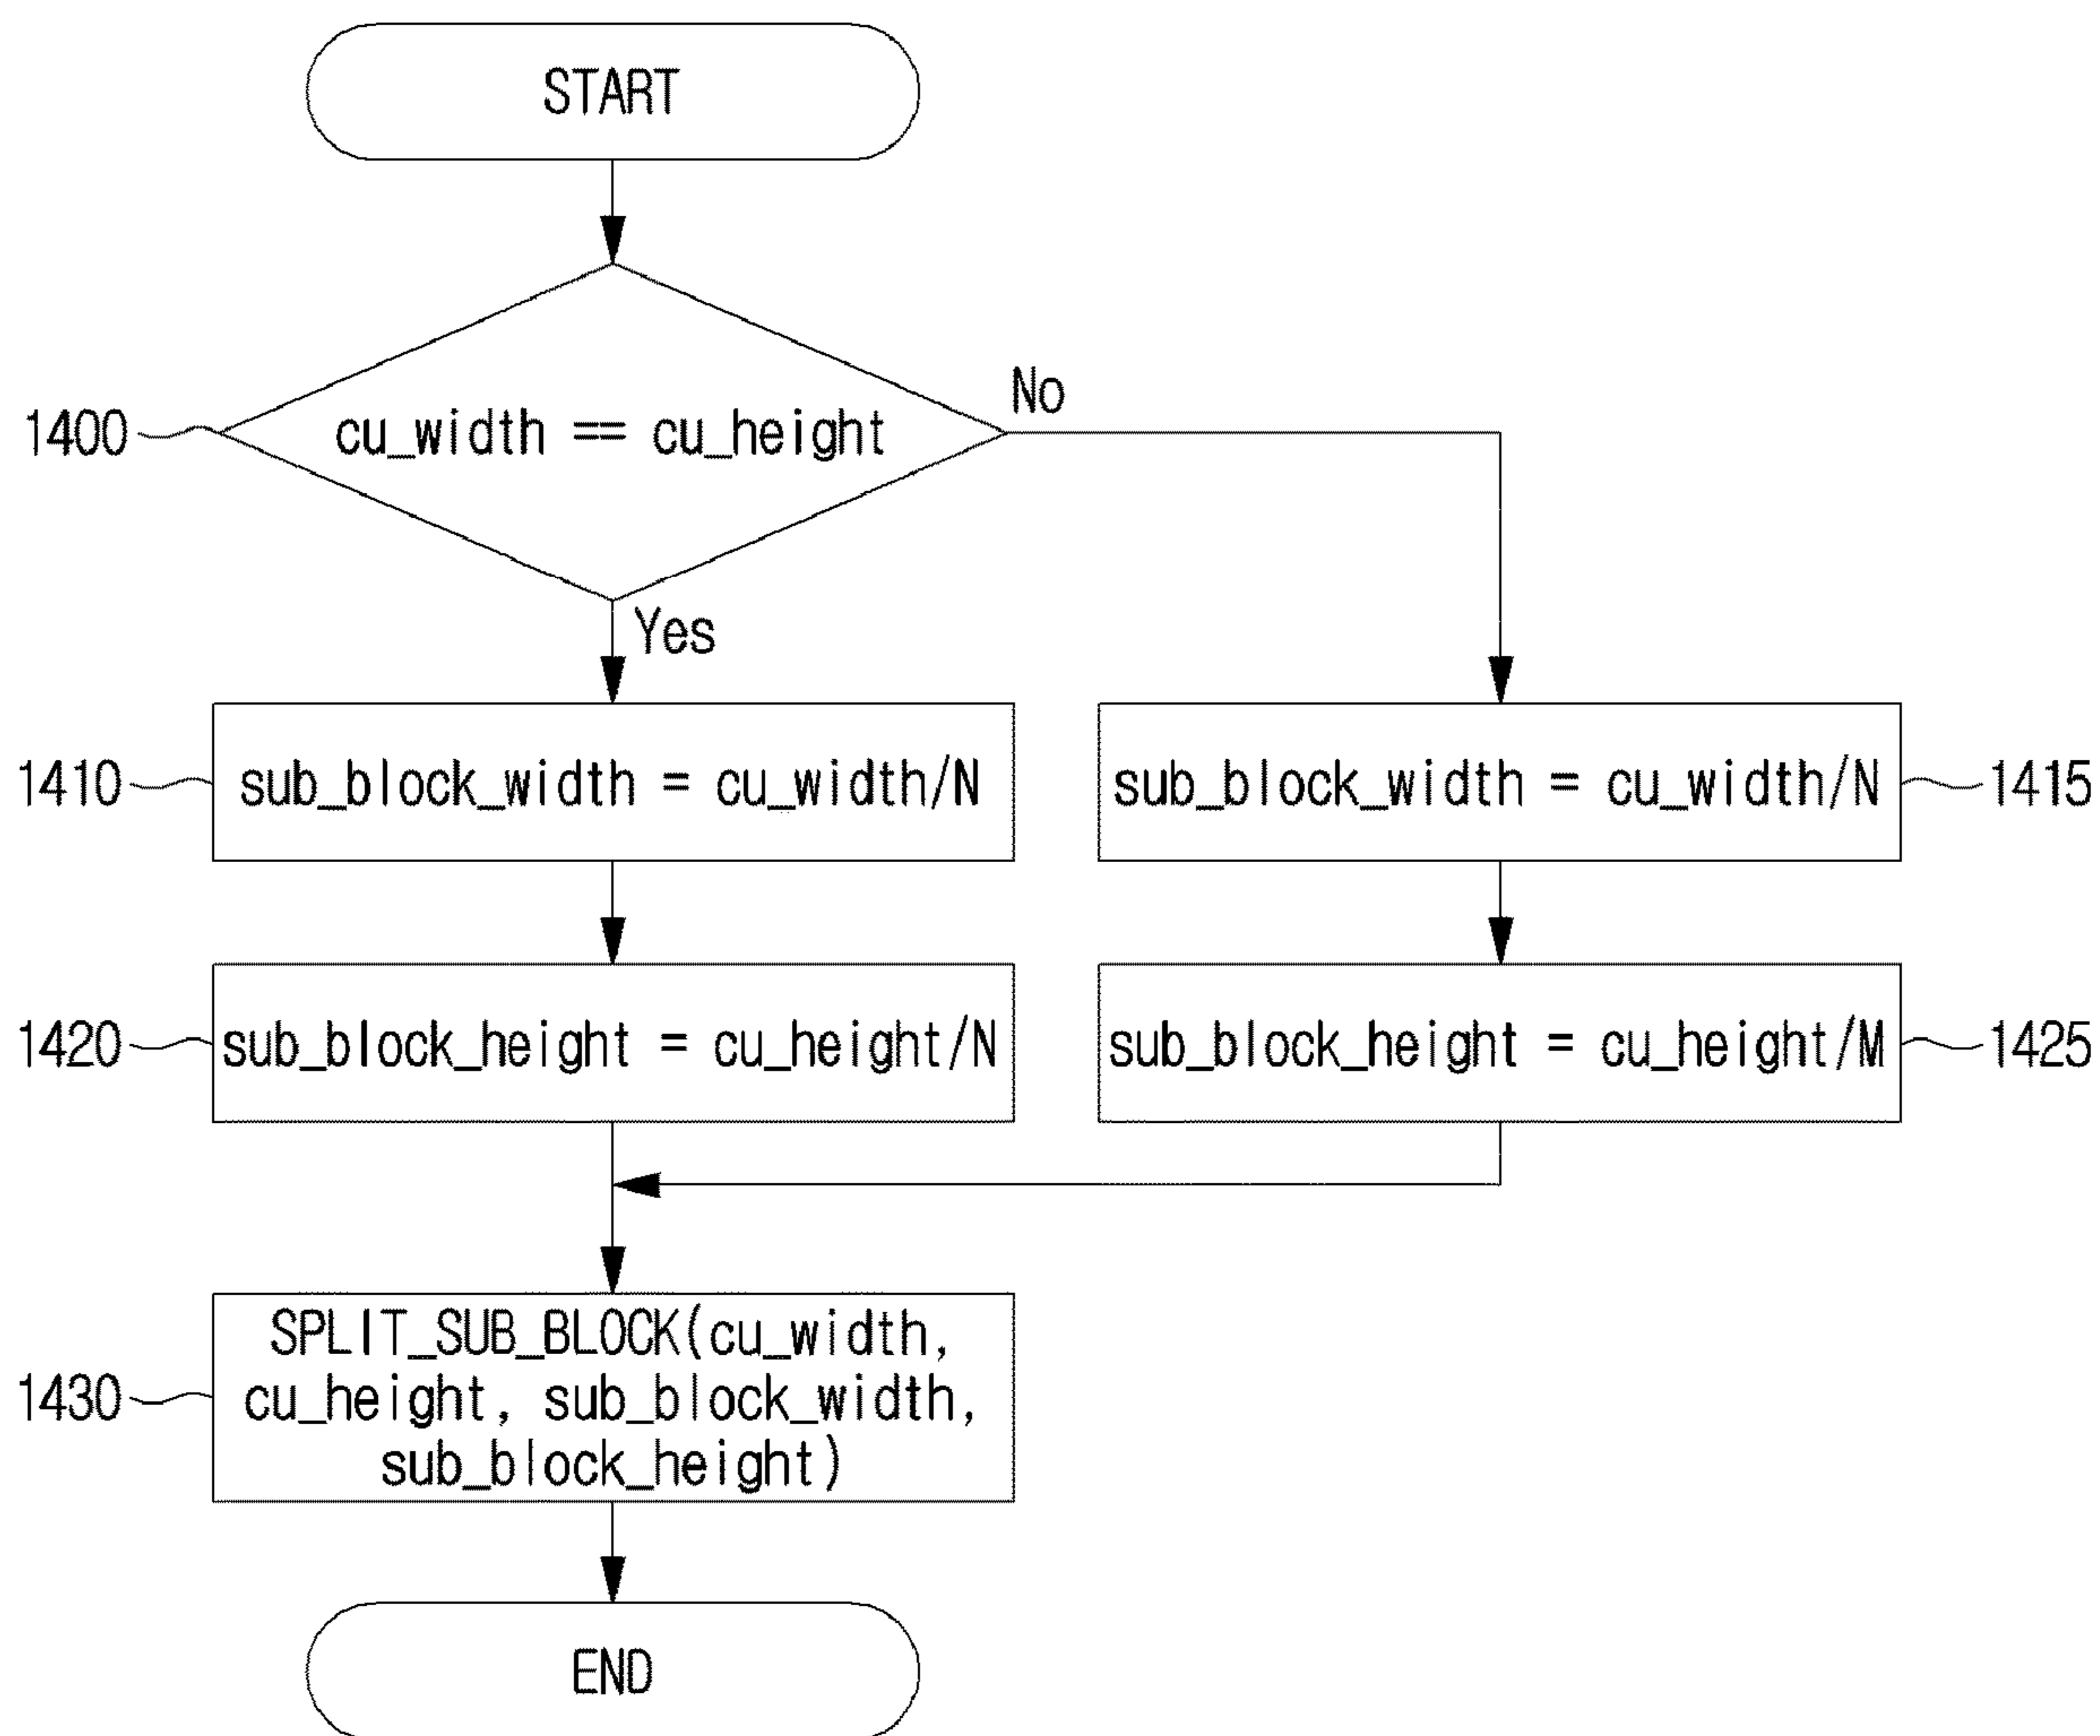 START
1400
cu_width == cu_height
No
Yes
1410
sub_block_width = cu_width/N
sub_block_width = cu_width/N
1415
1420
sub_block_height = cu_height/N
sub_block_height = cu_height/M
1425
1430
SPLIT_SUB_BLOCK(cu_width,
cu_height, sub_block_width,
sub_block_height)
END